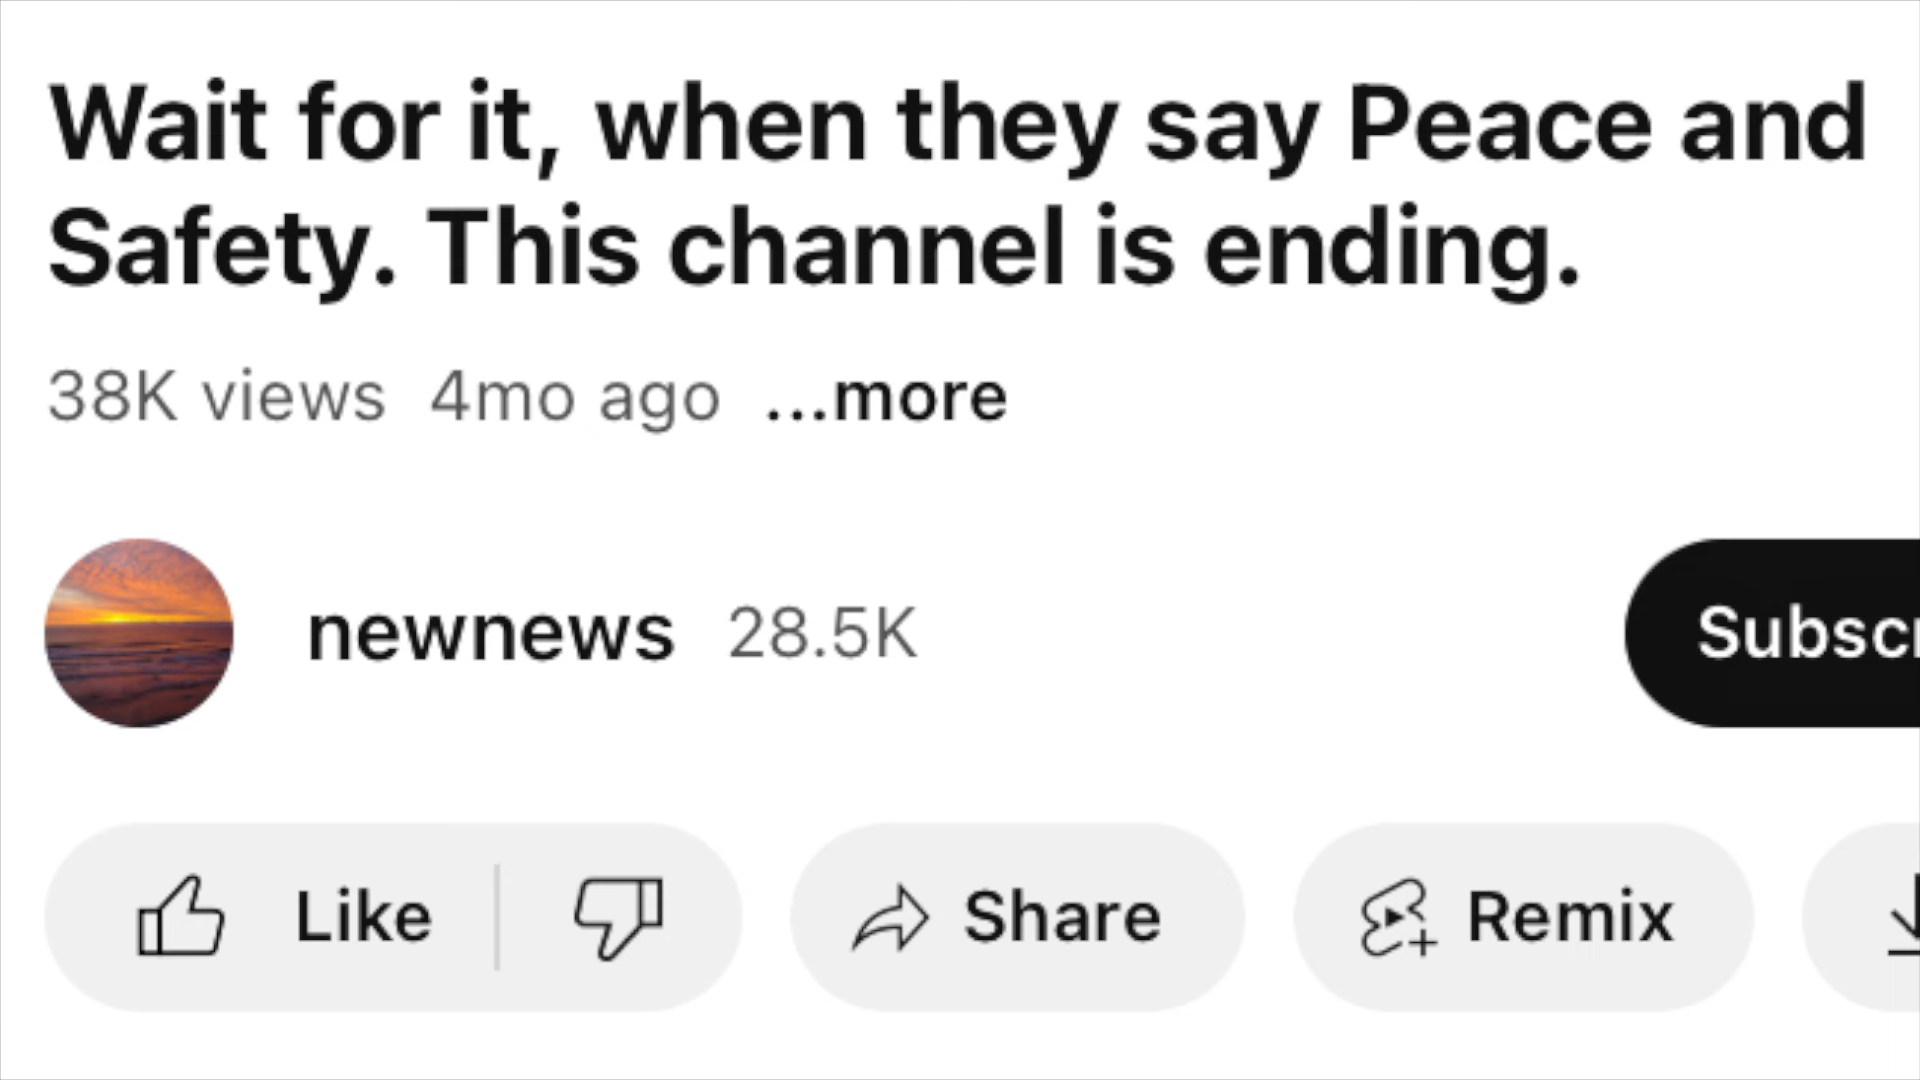 Wait for it, when they say Peace and
Safety. This channel is ending.
38K views 4mo ago ...more
newnews 28.5K
Subscr
Like Share Remix